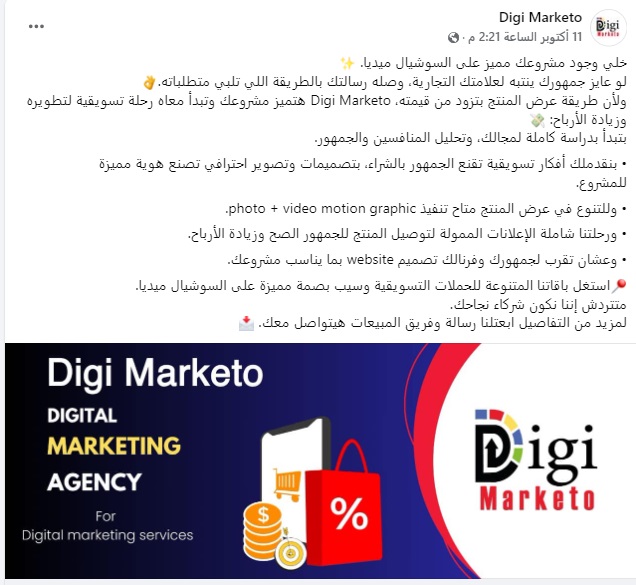 Digi Marketo
11 أكتوبر الساعة 2:21 م ·
خلي وجود مشروعك مميز على السوشيال ميديا. ✨
لو عايز جمهورك ينتبه لعلامتك التجارية، وصله رسالتك بالطريقة اللي تلبي متطلباته.👌
ولأن طريقة عرض المنتج بتزود من قيمته، Digi Marketo هتميز مشروعك وتبدأ معاه رحلة تسويقية لتطويره
وزيادة الأرباح: 💸
بتبدأ بدراسة كاملة لمجالك، وتحليل المنافسين والجمهور.
• بنقدملك أفكار تسويقية تقنع الجمهور بالشراء، بتصميمات وتصوير احترافي تصنع هوية مميزة
للمشروع.
• وللتنوع في عرض المنتج متاح تنفيذ photo + video motion graphic.
• ورحلتنا شاملة الإعلانات الممولة لتوصيل المنتج للجمهور الصح وزيادة الأرباح.
• وعشان تقرب لجمهورك وفرنالك تصميم website بما يناسب مشروعك.
📍استغل باقاتنا المتنوعة للحملات التسويقية وسيب بصمة مميزة على السوشيال ميديا.
متتردش إننا نكون شركاء نجاحك.
لمزيد من التفاصيل ابعتلنا رسالة وفريق المبيعات هيتواصل معك. 📩
Digi Marketo
DIGITAL
MARKETING
AGENCY
For
Digital marketing services
%
$
Digi
Marketo